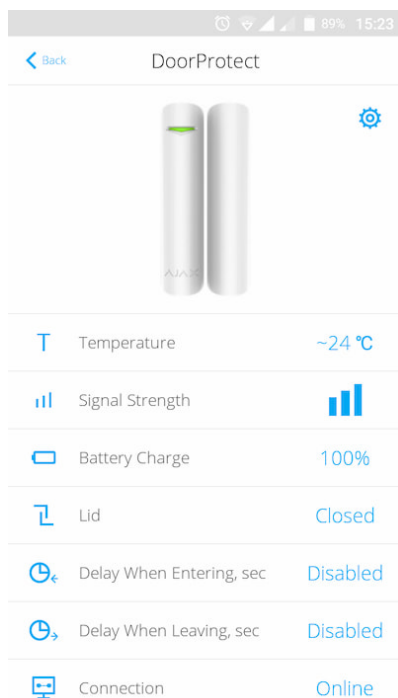 89% 15:23
Back DoorProtect
AJAX
T Temperature ~24 °C
Signal Strength
Battery Charge 100%
Lid Closed
Delay When Entering, sec Disabled
Delay When Leaving, sec Disabled
Connection Online